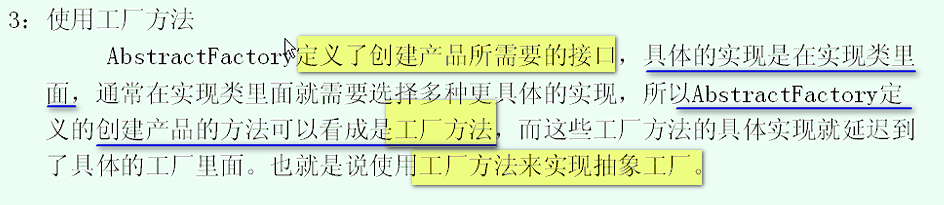 3：使用工厂方法
AbstractFactory定义了创建产品所需要的接口，具体的实现是在实现类里
面，通常在实现类里面就需要选择多种更具体的实现，所以AbstractFactory定
义的创建产品的方法可以看成是工厂方法，而这些工厂方法的具体实现就延迟到
了具体的工厂里面。也就是说使用工厂方法来实现抽象工厂。